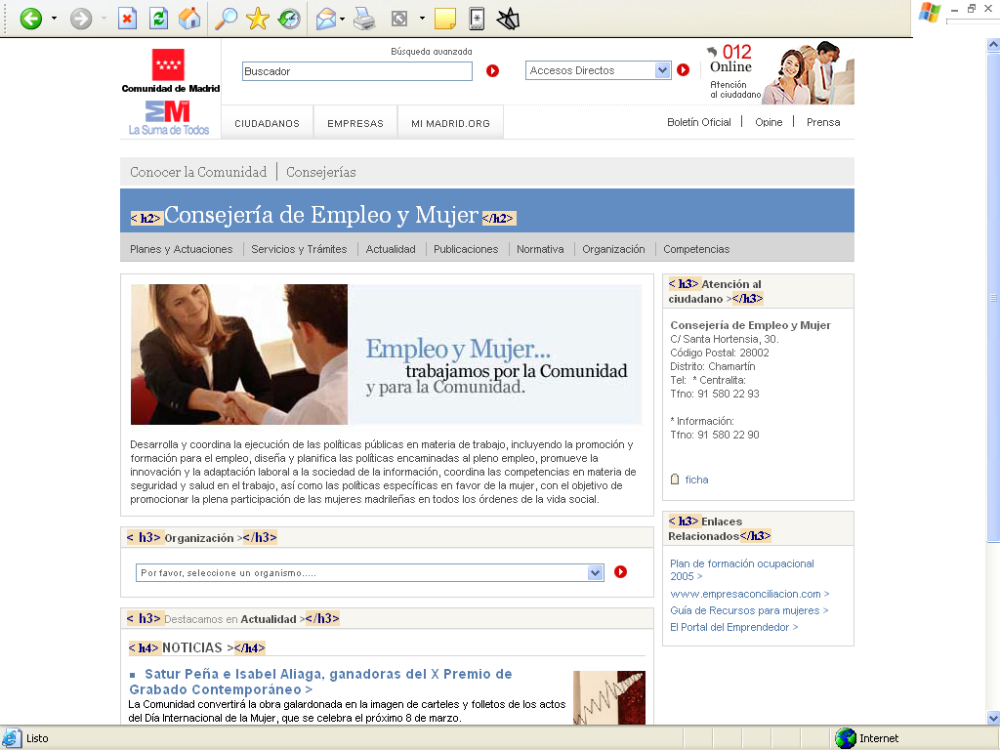 Búsqueda avanzada
Buscador
Accesos Directos
012
Online
Atención
al ciudadano
Comunidad de Madrid
EM
La Suma de Todos
CIUDADANOS
EMPRESAS
MI MADRID.ORG
Boletín Oficial
Opine
Prensa
Conocer la Comunidad
Consejerías
< h2>Consejería de Empleo y Mujer</h2>
Planes y Actuaciones
Servicios y Trámites
Actualidad
Publicaciones
Normativa
Organización
Competencias
Empleo y Mujer...
trabajamos por la Comunidad
y para la Comunidad.
Desarrolla y coordina la ejecución de las políticas públicas en materia de trabajo, incluyendo la promoción y
formación para el empleo, diseña y planifica las políticas encaminadas al pleno empleo, promueve la
innovación y la adaptación laboral a la sociedad de la información, coordina las competencias en materia de
seguridad y salud en el trabajo, así como las políticas específicas en favor de la mujer, con el objetivo de
promocionar la plena participación de las mujeres madrileñas en todos los órdenes de la vida social.
< h3> Organización ></h3>
Por favor, seleccione un organismo.....
< h3> Destacamos en Actualidad ></h3>
< h4> NOTICIAS ></h4>
Satur Peña e Isabel Aliaga, ganadoras del X Premio de
Grabado Contemporáneo >
La Comunidad convertirá la obra galardonada en la imagen de carteles y folletos de los actos
del Día Internacional de la Mujer, que se celebra el próximo 8 de marzo.
< h3> Atención al
ciudadano ></h3>
Consejería de Empleo y Mujer
C/ Santa Hortensia, 30.
Código Postal: 28002
Distrito: Chamartín
Tel: * Centralita:
Tfno: 91 580 22 93
* Información:
Tfno: 91 580 22 90
ficha
< h3> Enlaces
Relacionados</h3>
Plan de formación ocupacional
2005 >
www.empresaconciliacion.com >
Guía de Recursos para mujeres >
El Portal del Emprendedor >
Listo
Internet